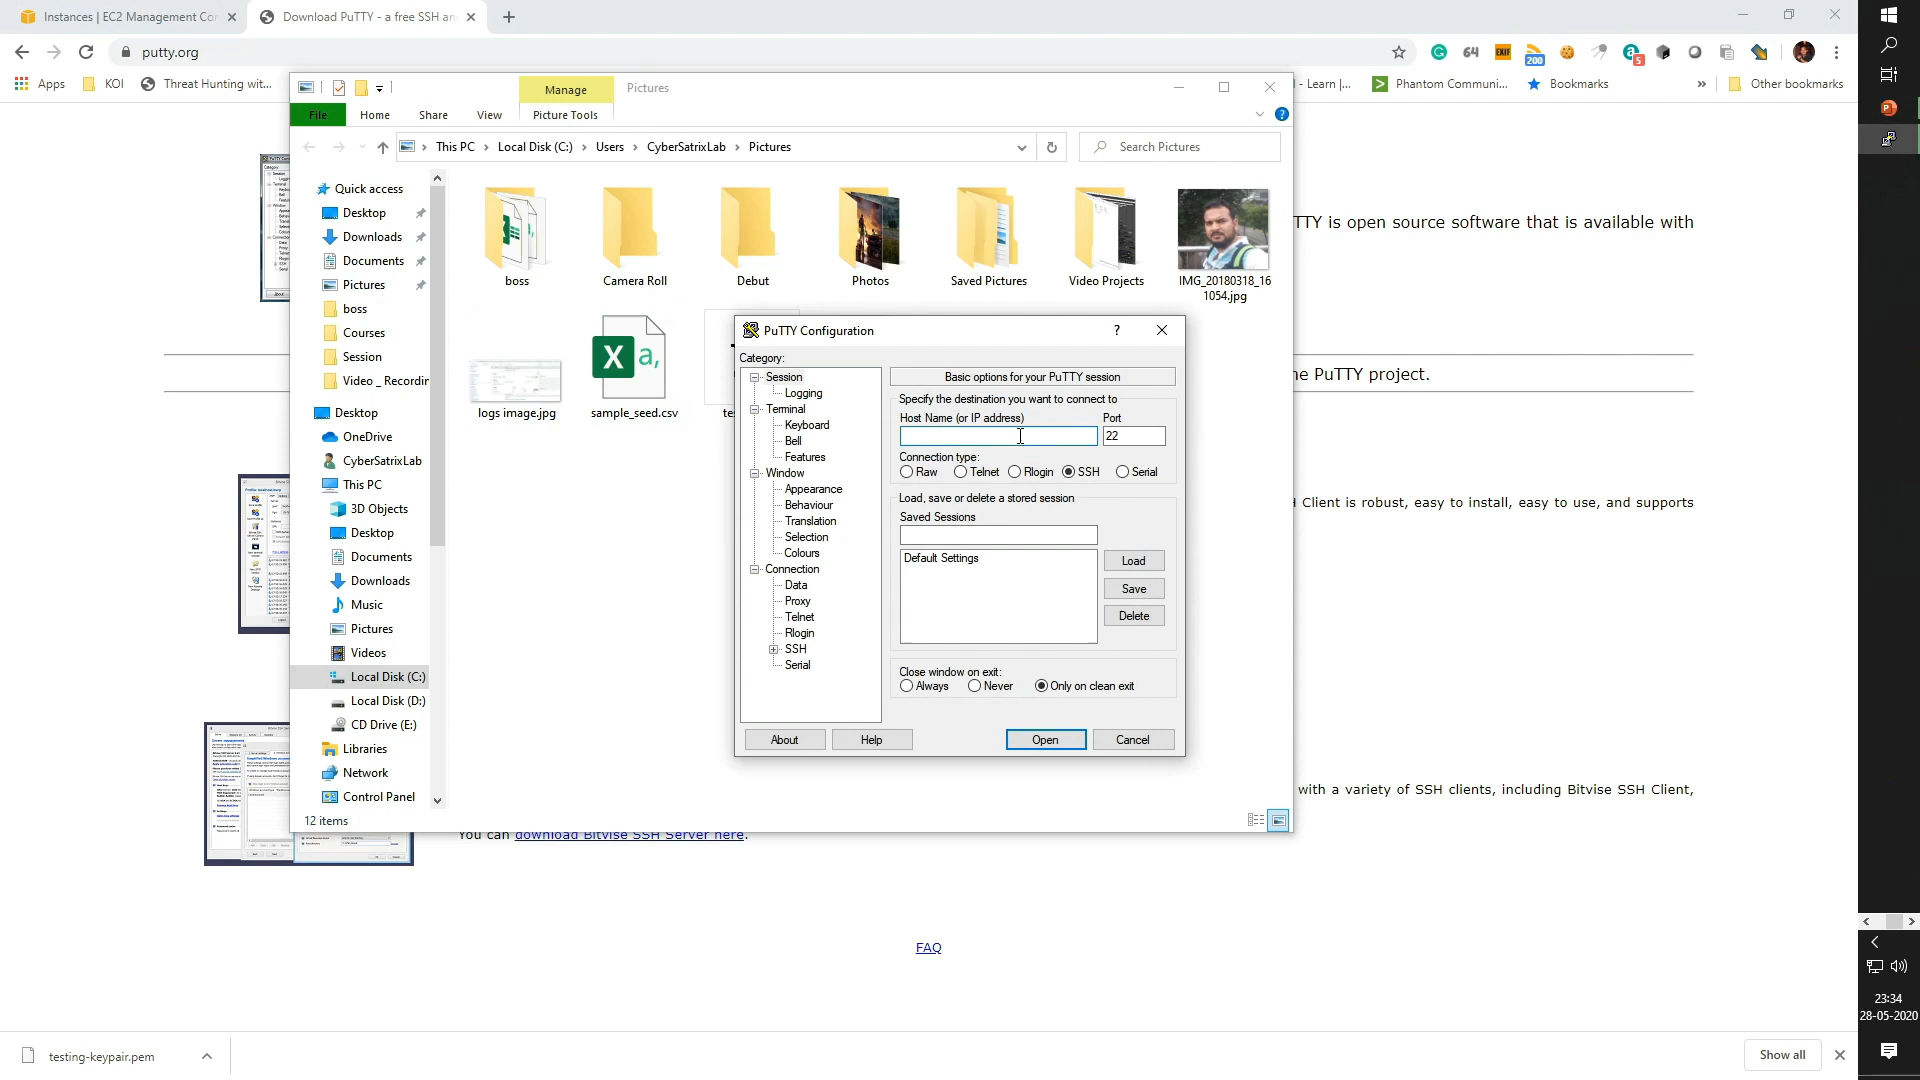 Instances | EC2 Management Cor
Download PuTTY - a free SSH an
putty.org
64
EXIF
200
5
Apps
KOI
Threat Hunting wit...
- Learn |...
Phantom Communi...
Bookmarks
»
Other bookmarks
Manage
Pictures
File
Home
Share
View
Picture Tools
This PC
Local Disk (C:)
Users
CyberSatrixLab
Pictures
Search Pictures
Quick access
Desktop
Downloads
Documents
Pictures
boss
Courses
Session
Video _ Recordin
Desktop
OneDrive
CyberSatrixLab
This PC
3D Objects
Desktop
Documents
Downloads
Music
Pictures
Videos
Local Disk (C:)
Local Disk (D:)
CD Drive (E:)
Libraries
Network
Control Panel
12 items
boss
Camera Roll
Debut
Photos
Saved Pictures
Video Projects
IMG_20180318_16
1054.jpg
logs image.jpg
sample_seed.csv
tes
PuTTY Configuration
?
Category:
Session
Logging
Terminal
Keyboard
Bell
Features
Window
Appearance
Behaviour
Translation
Selection
Colours
Connection
Data
Proxy
Telnet
Rlogin
SSH
Serial
Basic options for your PuTTY session
Specify the destination you want to connect to
Host Name (or IP address)
Port
22
Connection type:
Raw
Telnet
Rlogin
SSH
Serial
Load, save or delete a stored session
Saved Sessions
Default Settings
Load
Save
Delete
Close window on exit:
Always
Never
Only on clean exit
About
Help
Open
Cancel
TTY is open source software that is available with
he PuTTY project.
H Client is robust, easy to install, easy to use, and supports
with a variety of SSH clients, including Bitvise SSH Client,
You can download Bitvise SSH Server here.
FAQ
testing-keypair.pem
Show all
23:34
28-05-2020